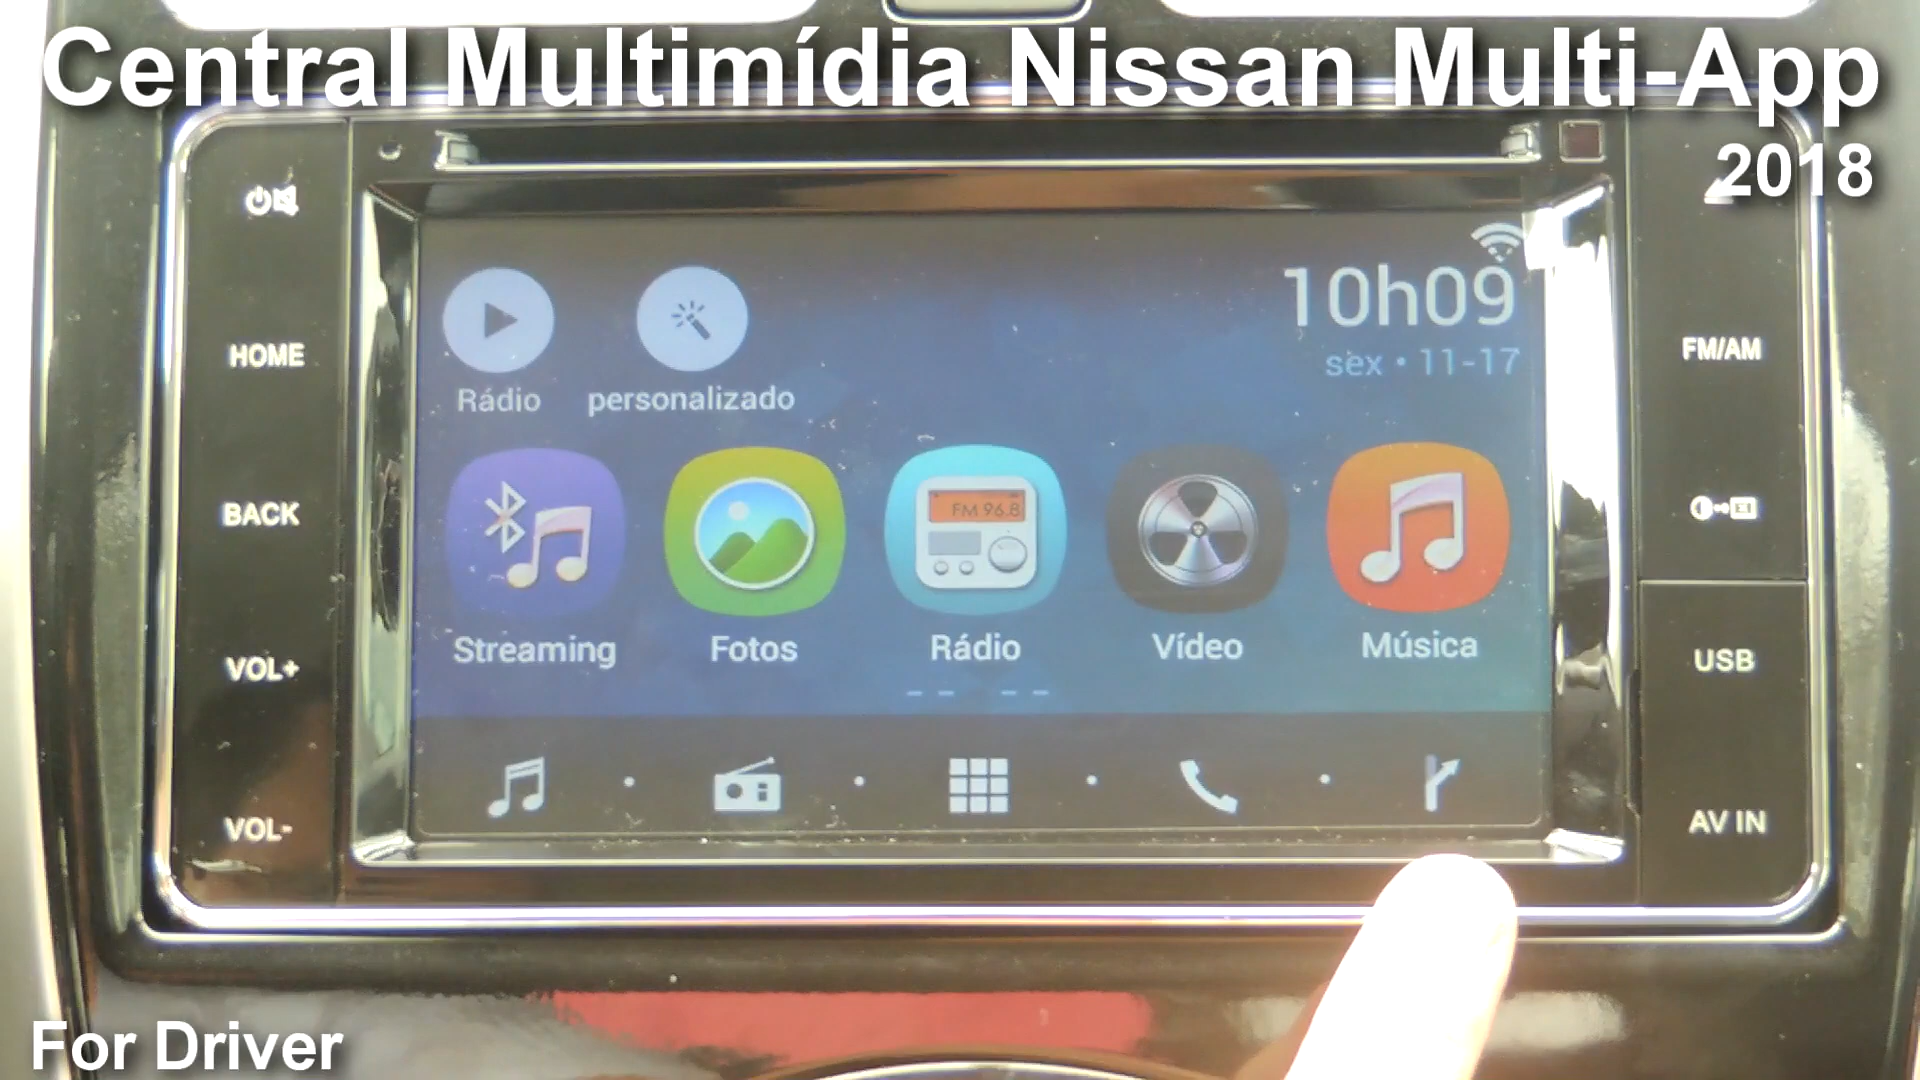 Central Multimídia Nissan Multi-App
2018
HOME
BACK
VOL+
VOL-
10h09
sex • 11-17
Rádio
personalizado
FM 96.8
Streaming
Fotos
Rádio
Vídeo
Música
FM/AM
USB
AV IN
For Driver